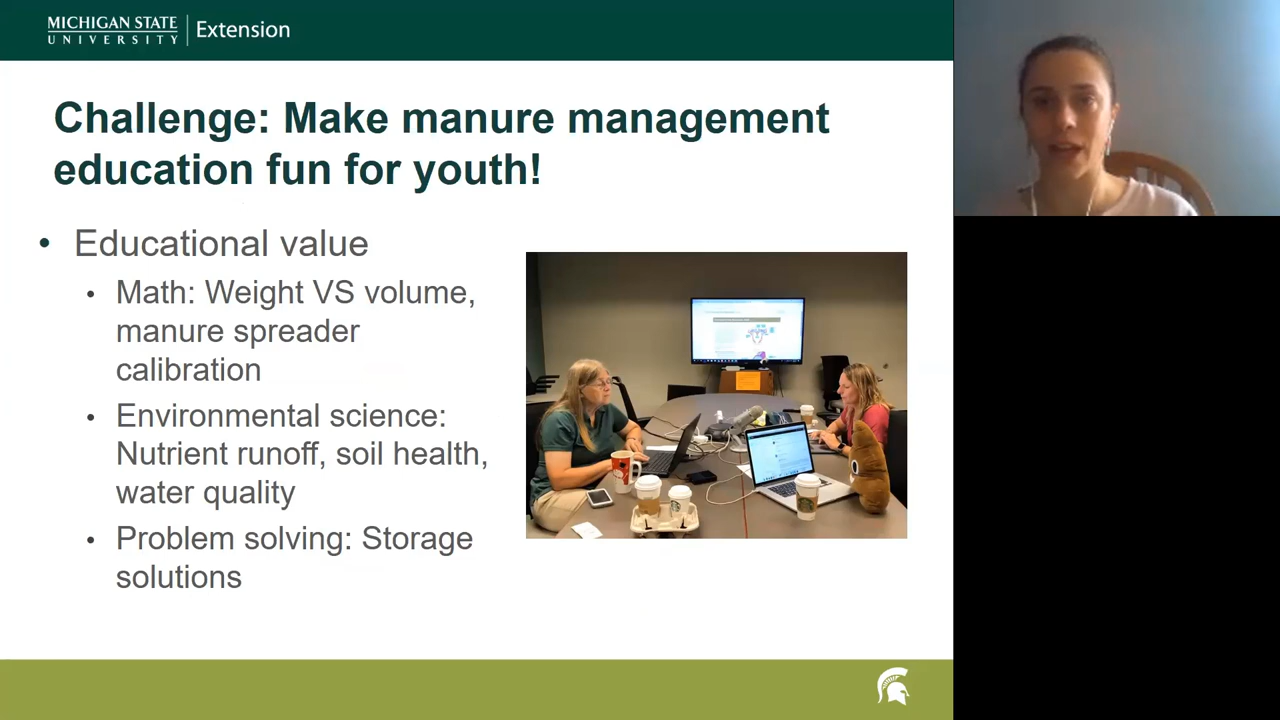 MICHIGAN STATE
UNIVERSITY
Extension
Challenge: Make manure management
education fun for youth!
• Educational value
• Math: Weight VS volume,
manure spreader
calibration
• Environmental science:
Nutrient runoff, soil health,
water quality
• Problem solving: Storage
solutions